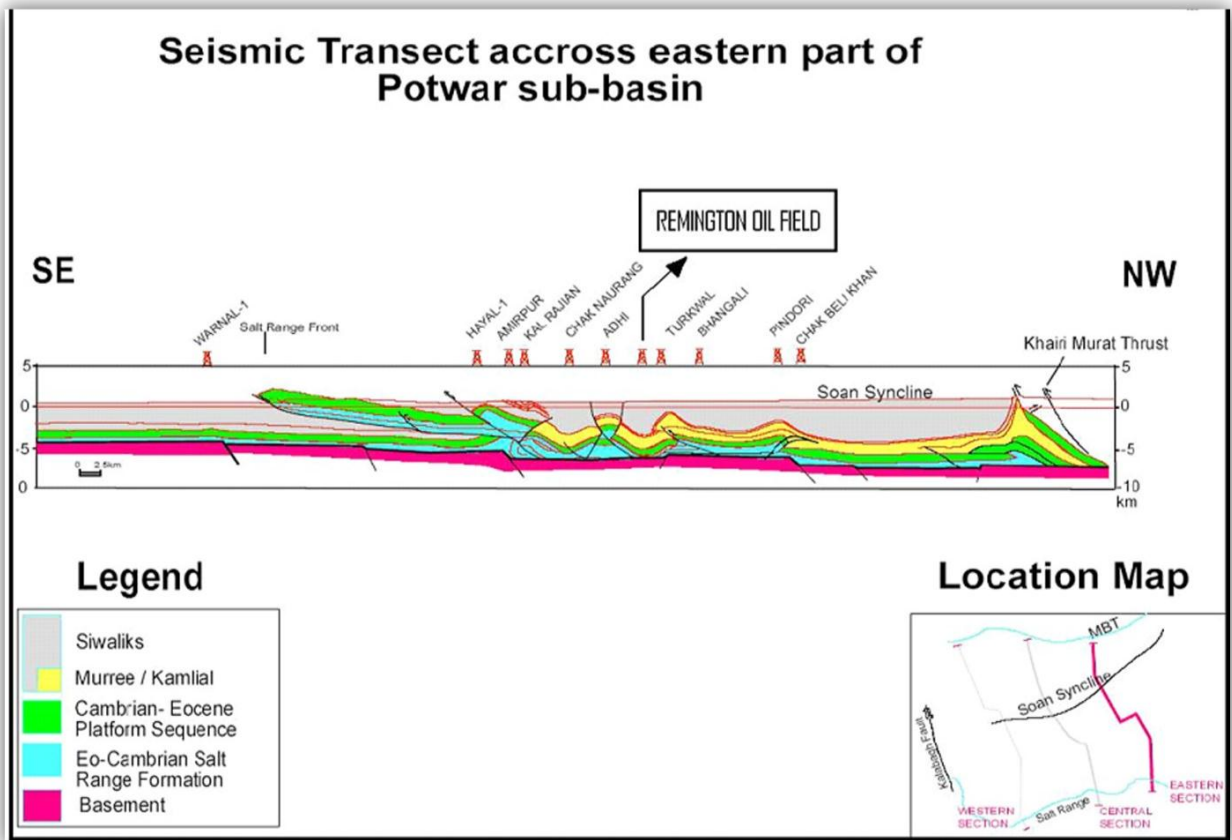 Seismic Transect accross eastern part of
Potwar sub-basin
REMINGTON OIL FIELD
SE
NW
WARNAL-1
Salt Range Front
HAYAL-1
AMIRPUR
KAL RAJIAN
CHAK NAURANG
ADHI
TURKWAL
BHANGALI
PINDORI
CHAK BELI KHAN
Khairi Murat Thrust
5
0
-5
0
5
0
-5
-10
km
Soan Syncline
0 2.5km
Legend
Siwaliks
Murree / Kamlial
Cambrian- Eocene
Platform Sequence
Eo-Cambrian Salt
Range Formation
Basement
Location Map
MBT
Soan Syncline
Kalabagh Fault
Salt Range
WESTERN
SECTION
CENTRAL
SECTION
EASTERN
SECTION